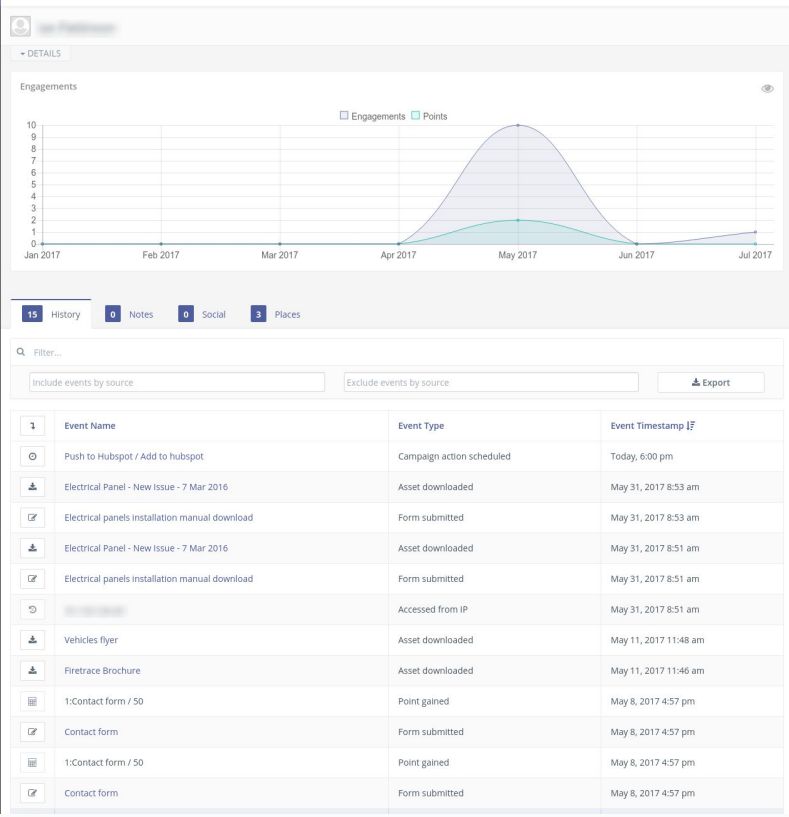 DETAILS
Engagements
Engagements Points
10
9
8
7
6
5
4
3
2
1
0
Jan 2017 Feb 2017 Mar 2017 Apr 2017 May 2017 Jun 2017 Jul 2017
15 History 0 Notes 0 Social 3 Places
Filter...
Include events by source Exclude events by source Export
Event Name Event Type Event Timestamp
Push to Hubspot / Add to hubspot Campaign action scheduled Today, 6:00 pm
Electrical Panel - New Issue - 7 Mar 2016 Asset downloaded May 31, 2017 8:53 am
Electrical panels installation manual download Form submitted May 31, 2017 8:53 am
Electrical Panel - New Issue - 7 Mar 2016 Asset downloaded May 31, 2017 8:51 am
Electrical panels installation manual download Form submitted May 31, 2017 8:51 am
Accessed from IP May 31, 2017 8:51 am
Vehicles flyer Asset downloaded May 11, 2017 11:48 am
Firetrace Brochure Asset downloaded May 11, 2017 11:46 am
1:Contact form / 50 Point gained May 8, 2017 4:57 pm
Contact form Form submitted May 8, 2017 4:57 pm
1:Contact form / 50 Point gained May 8, 2017 4:57 pm
Contact form Form submitted May 8, 2017 4:57 pm